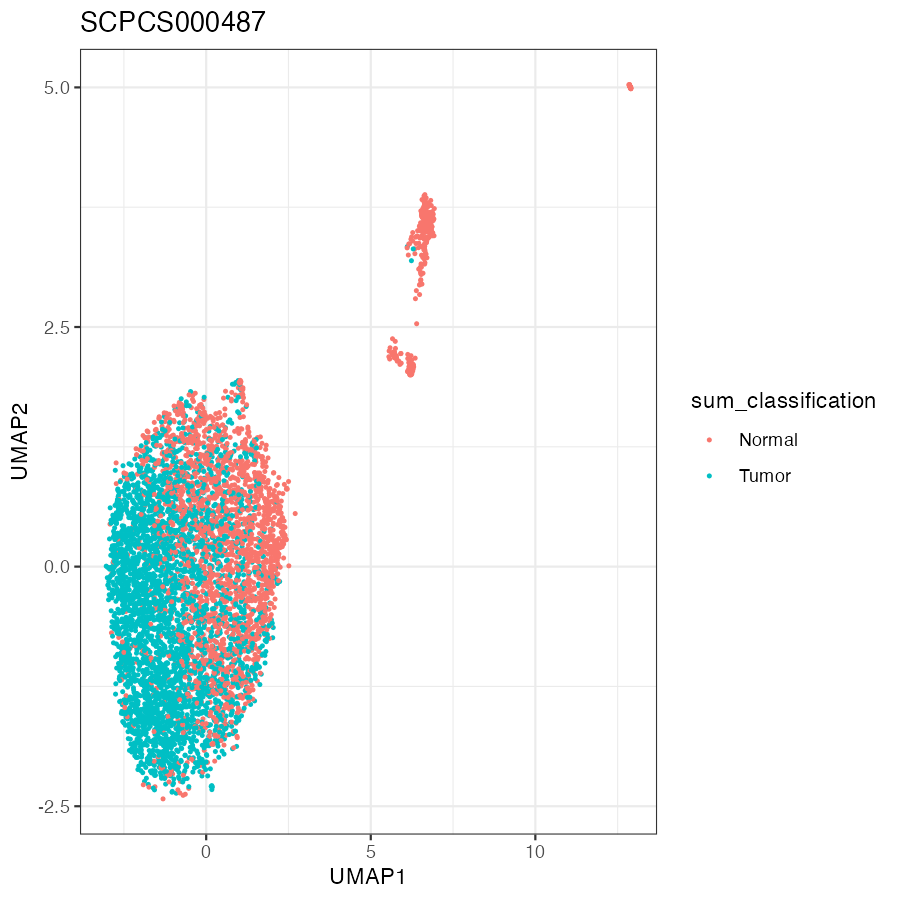 SCPCS000487
5.0
2.5
0.0
-2.5
UMAP2
0
5
10
UMAP1
sum_classification
Normal
Tumor